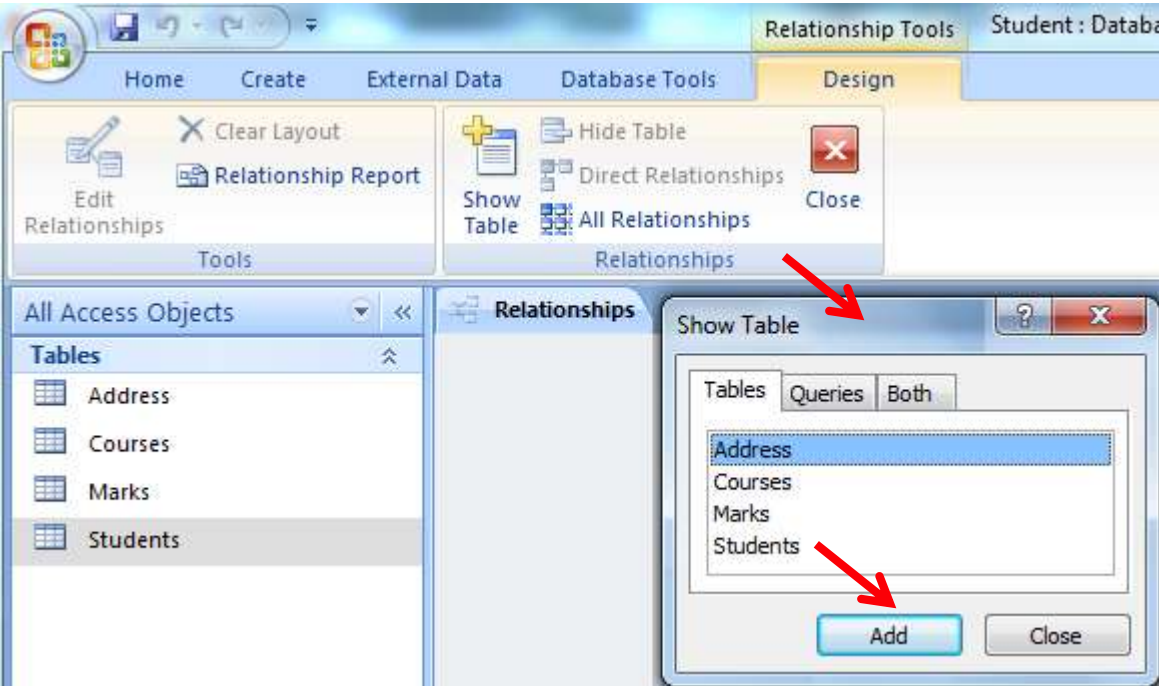 Relationship Tools
Student : Databa
Home Create External Data Database Tools Design
Edit Relationships
Clear Layout
Relationship Report
Tools
Show Table
Hide Table
Direct Relationships
All Relationships
Close
Relationships
All Access Objects
Tables
Address
Courses
Marks
Students
Relationships
Show Table
Tables Queries Both
Address
Courses
Marks
Students
Add Close